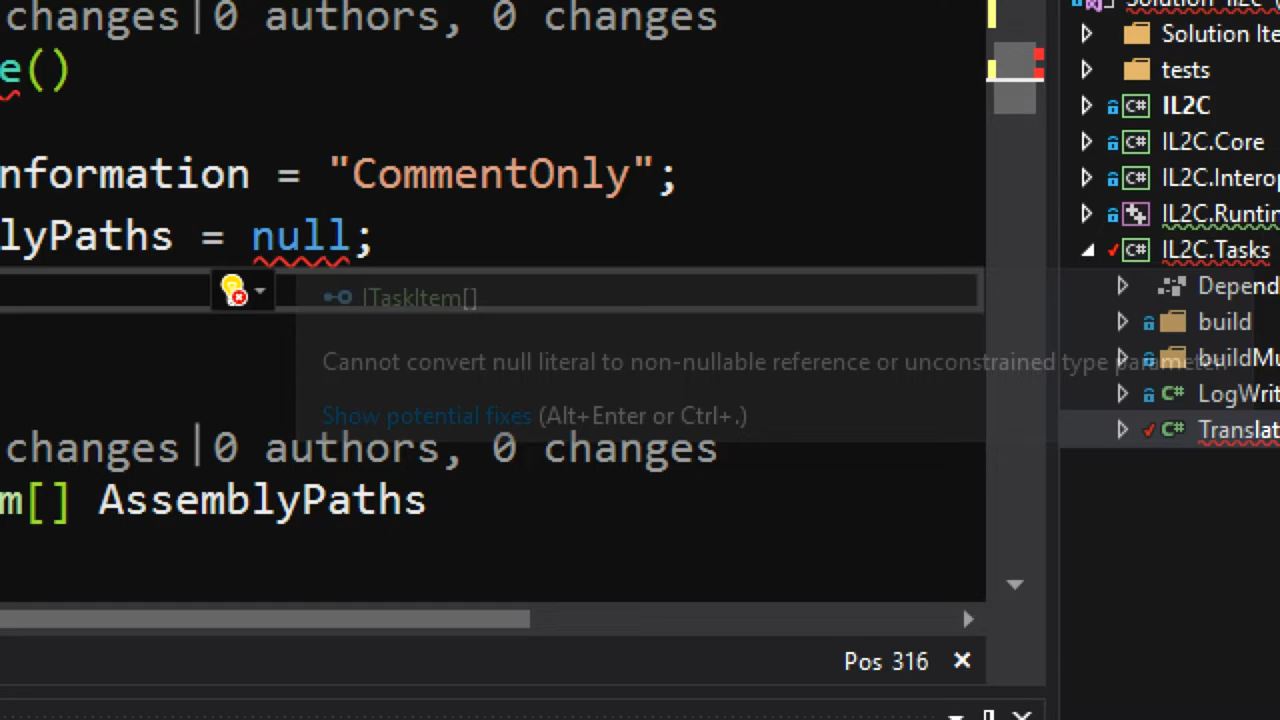 changes|0 authors, 0 changes
e()
nformation = "CommentOnly";
lyPaths = null;
ITaskItem[]
Cannot convert null literal to non-nullable reference or unconstrained type parameter.
Show potential fixes (Alt+Enter or Ctrl+.)
changes|0 authors, 0 changes
m[] AssemblyPaths
Pos 316
Solution Ite
tests
IL2C
IL2C.Core
IL2C.Interop
IL2C.Runtin
IL2C.Tasks
Depend
build
buildMu
LogWrit
Translat